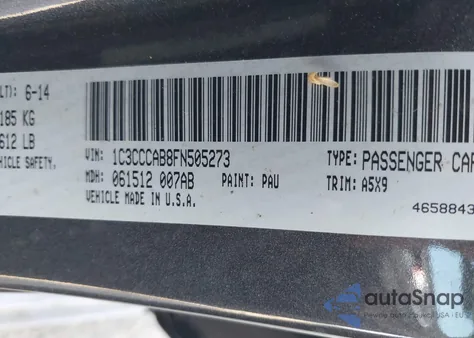 LT): 6-14
185 KG
612 LB
EHICLE SAFETY.
VIN: 1C3CCCAB8FN505273
TYPE: PASSENGER CAR
MDH: 061512 007AB
PAINT: PAU
TRIM: A5X9
VEHICLE MADE IN U.S.A.
4658843
autoSnap